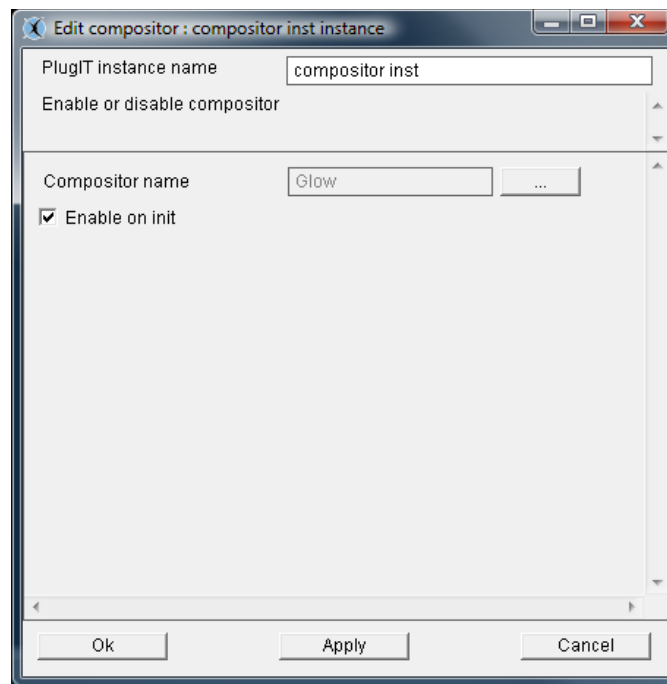 Edit compositor : compositor inst instance
PlugIT instance name
compositor inst
Enable or disable compositor
Compositor name
Glow
...
Enable on init
Ok
Apply
Cancel